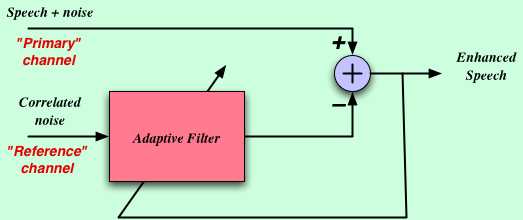 Speech + noise
"Primary"
channel
+
+
−
Enhanced
Speech
Correlated
noise
"Reference"
channel
Adaptive Filter